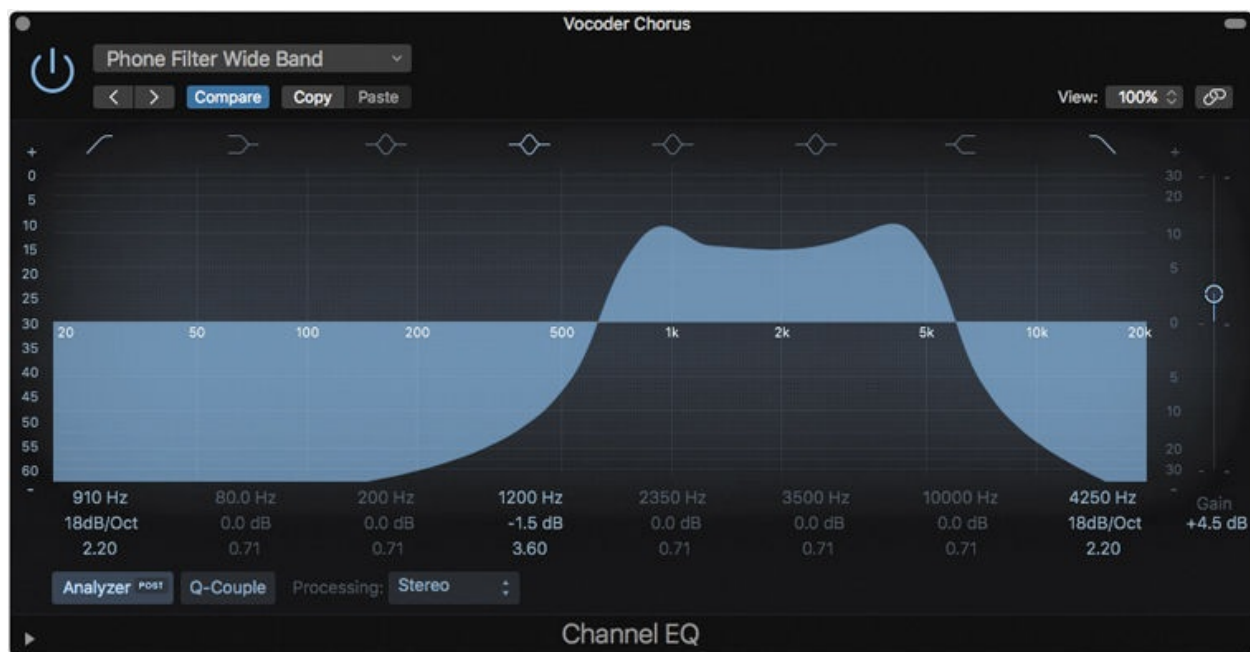 Vocoder Chorus
Phone Filter Wide Band
Compare Copy Paste View: 100%
+ +
0 30
5 20
10 10
15
20 5
25
30 20 50 100 200 500 1k 2k 5k 10k 20k 0
35
40 5
45
50 10
55 20
60 30
- -
910 Hz 80.0 Hz 200 Hz 1200 Hz 2350 Hz 3500 Hz 10000 Hz 4250 Hz Gain
18dB/Oct 0.0 dB 0.0 dB -1.5 dB 0.0 dB 0.0 dB 0.0 dB 18dB/Oct +4.5 dB
2.20 0.71 0.71 3.60 0.71 0.71 0.71 2.20
Analyzer POST Q-Couple Processing: Stereo
Channel EQ